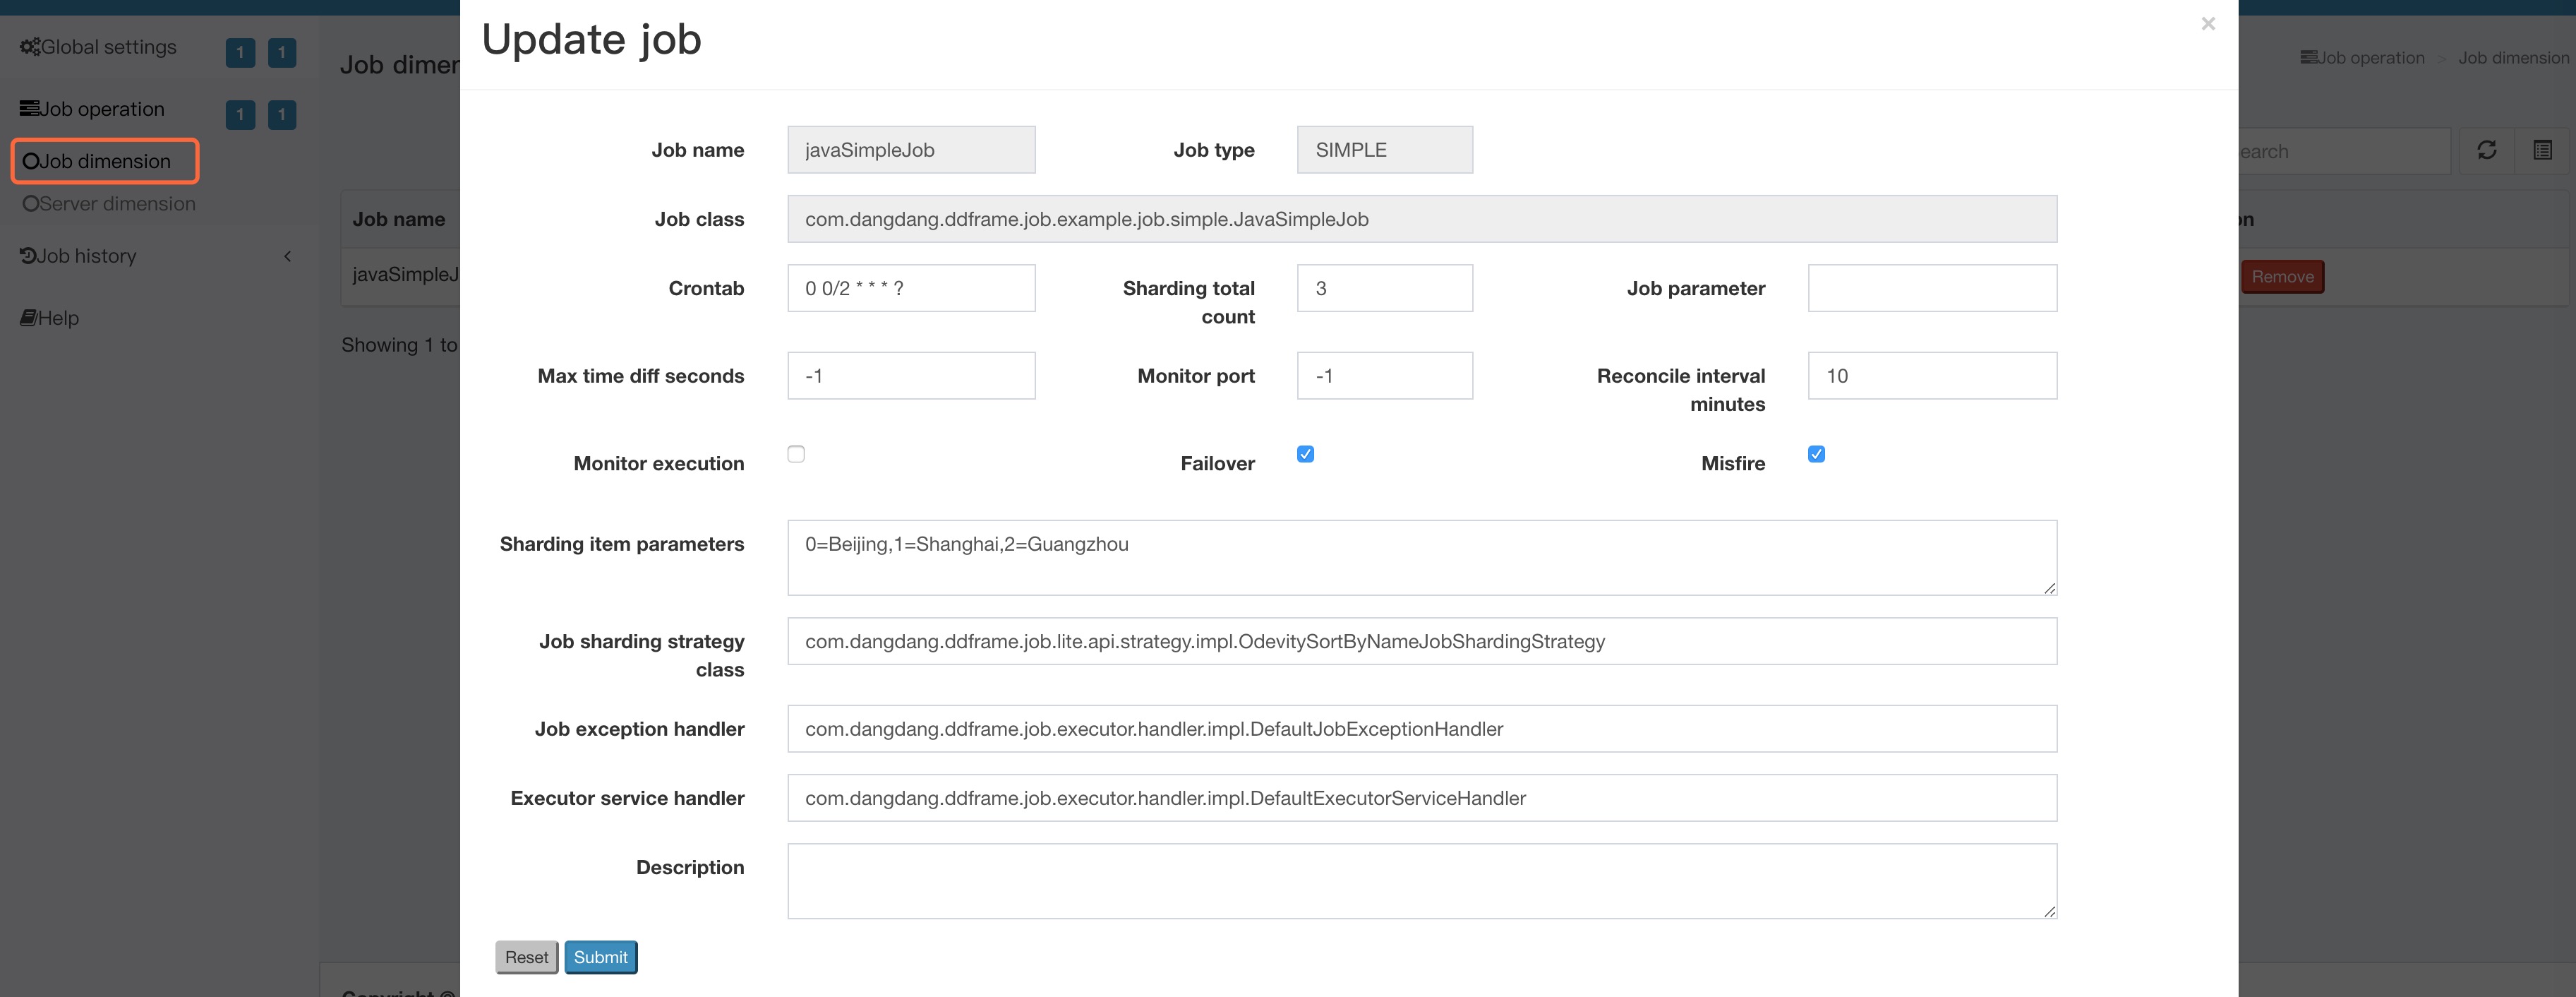 Global settings 1 1
Job operation 1 1
Job dimension
Server dimension
Job history
Help
Job dimen
Job operation > Job dimension
earch
Job name
on
javaSimpleJ
Remove
Showing 1 to
Update job
×
Job name javaSimpleJob Job type SIMPLE
Job class com.dangdang.ddframe.job.example.job.simple.JavaSimpleJob
Crontab 0 0/2 * * * ? Sharding total count 3 Job parameter
Max time diff seconds -1 Monitor port -1 Reconcile interval minutes 10
Monitor execution Failover Misfire
Sharding item parameters 0=Beijing,1=Shanghai,2=Guangzhou
Job sharding strategy class com.dangdang.ddframe.job.lite.api.strategy.impl.OdevitySortByNameJobShardingStrategy
Job exception handler com.dangdang.ddframe.job.executor.handler.impl.DefaultJobExceptionHandler
Executor service handler com.dangdang.ddframe.job.executor.handler.impl.DefaultExecutorServiceHandler
Description
Reset Submit
Copyright ©